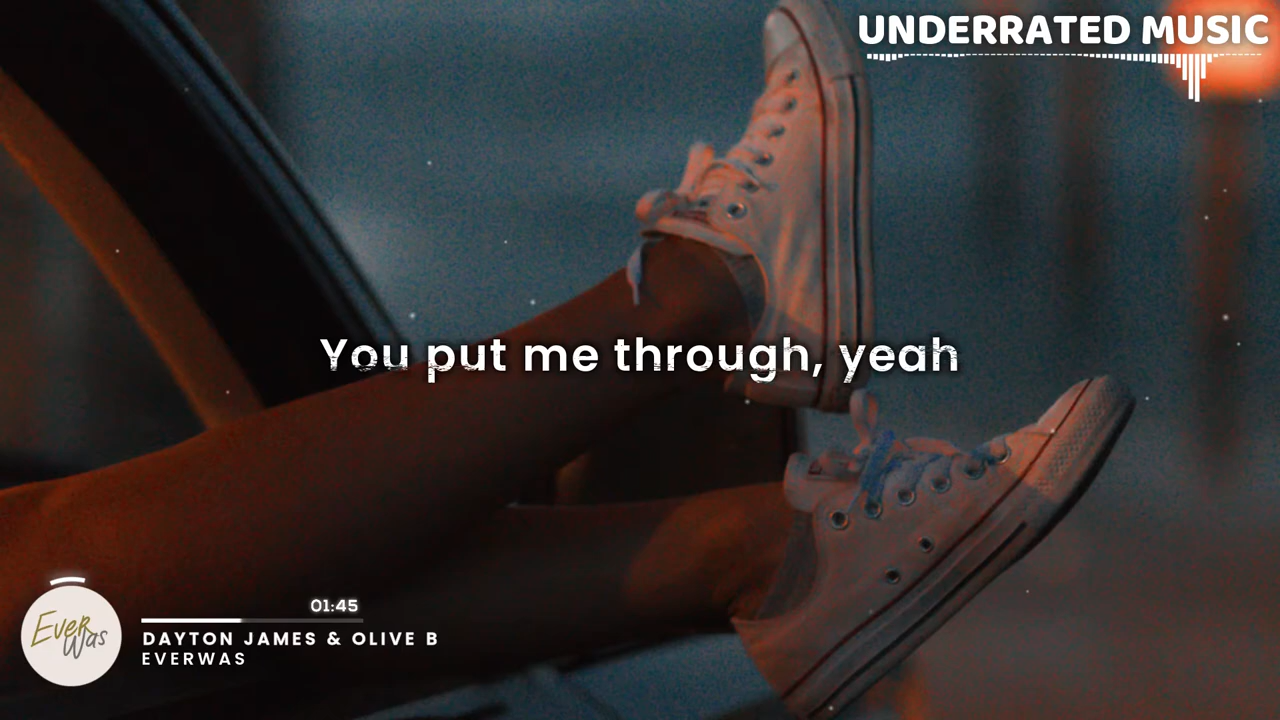 UNDERRATED MUSIC
You put me through, yeah
Ever
Was
01:45
DAYTON JAMES & OLIVE B
EVERWAS